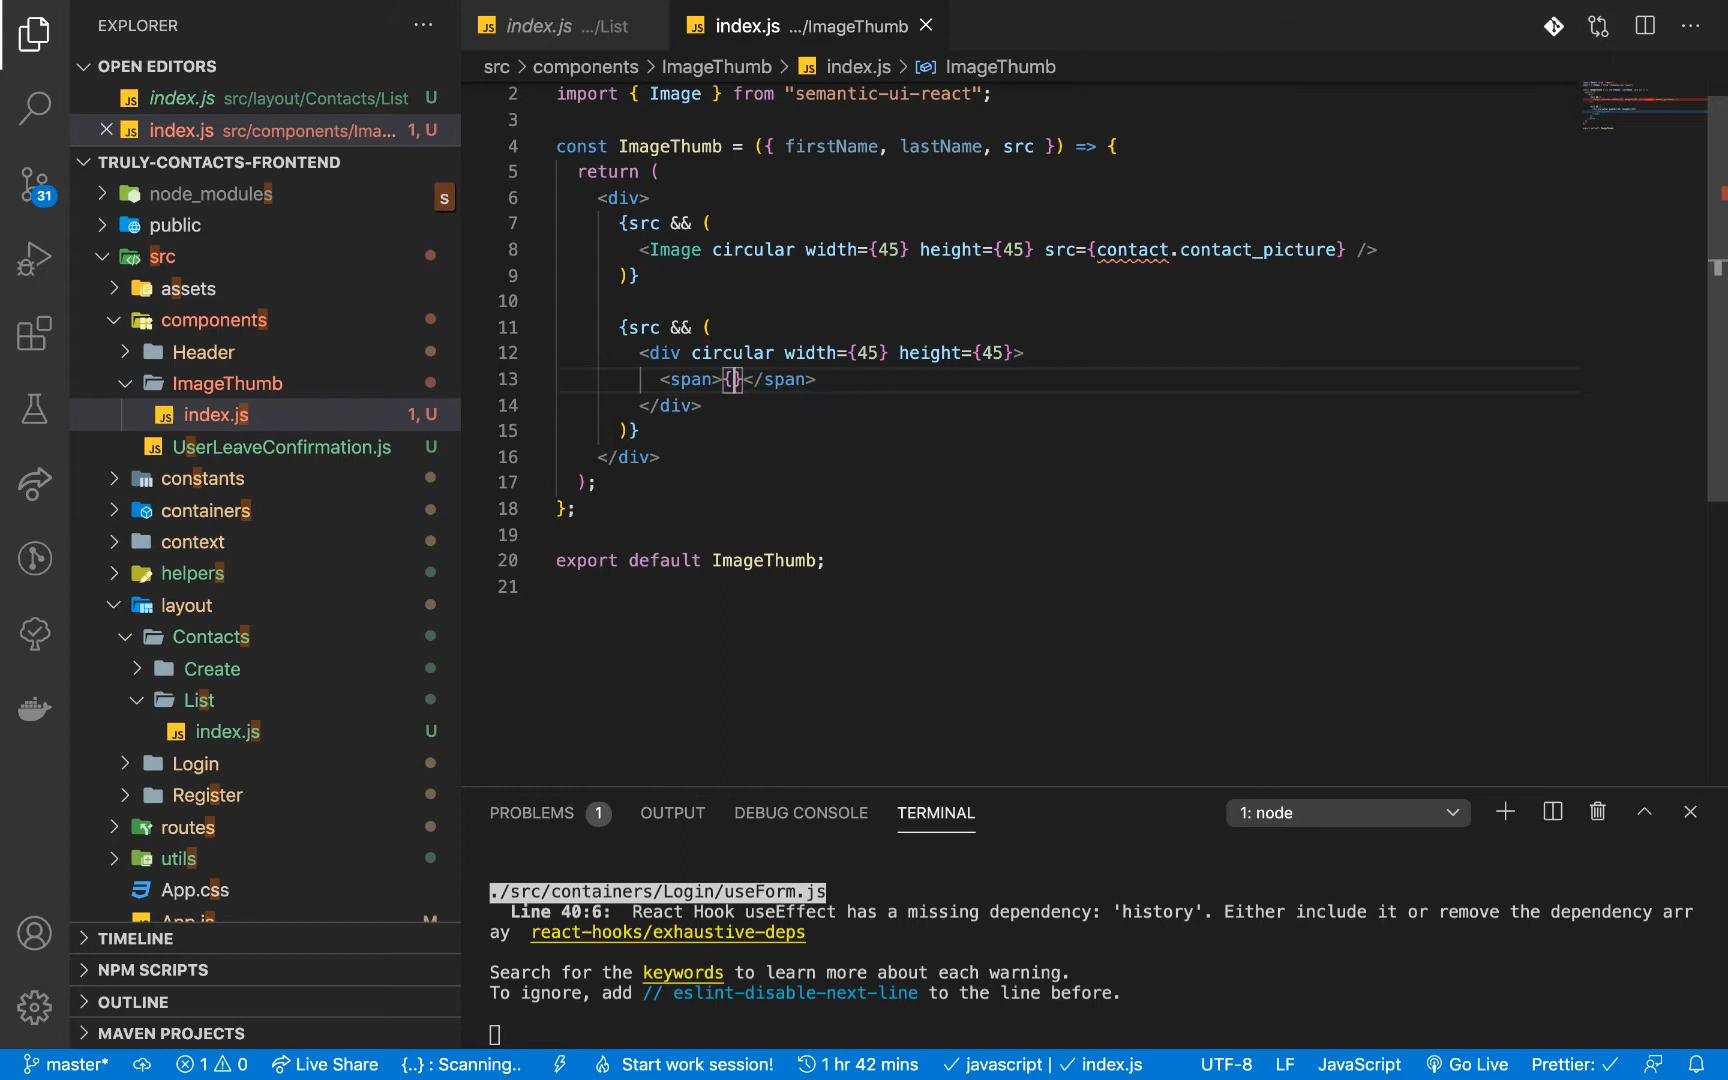 EXPLORER
OPEN EDITORS
JS index.js src/layout/Contacts/List U
JS index.js src/components/Ima... 1, U
TRULY-CONTACTS-FRONTEND
node_modules
s
public
src
assets
components
Header
ImageThumb
JS index.js 1, U
JS UserLeaveConfirmation.js U
constants
containers
context
helpers
layout
Contacts
Create
List
JS index.js U
Login
Register
routes
utils
App.css
TIMELINE
NPM SCRIPTS
OUTLINE
MAVEN PROJECTS
31
JS index.js .../List
JS index.js .../ImageThumb
src > components > ImageThumb > JS index.js > ImageThumb
2 import { Image } from "semantic-ui-react";
3
4 const ImageThumb = ({ firstName, lastName, src }) => {
5 return (
6 <div>
7 {src && (
8 <Image circular width={45} height={45} src={contact.contact_picture} />
9 )}
10
11 {src && (
12 <div circular width={45} height={45}>
13 <span>{}</span>
14 </div>
15 )}
16 </div>
17 );
18 };
19
20 export default ImageThumb;
21
PROBLEMS 1 OUTPUT DEBUG CONSOLE TERMINAL 1: node
./src/containers/Login/useForm.js
Line 40:6: React Hook useEffect has a missing dependency: 'history'. Either include it or remove the dependency arr
ay react-hooks/exhaustive-deps
Search for the keywords to learn more about each warning.
To ignore, add // eslint-disable-next-line to the line before.
master* 1 0 Live Share {..} : Scanning.. Start work session! 1 hr 42 mins javascript | index.js UTF-8 LF JavaScript Go Live Prettier: ✓